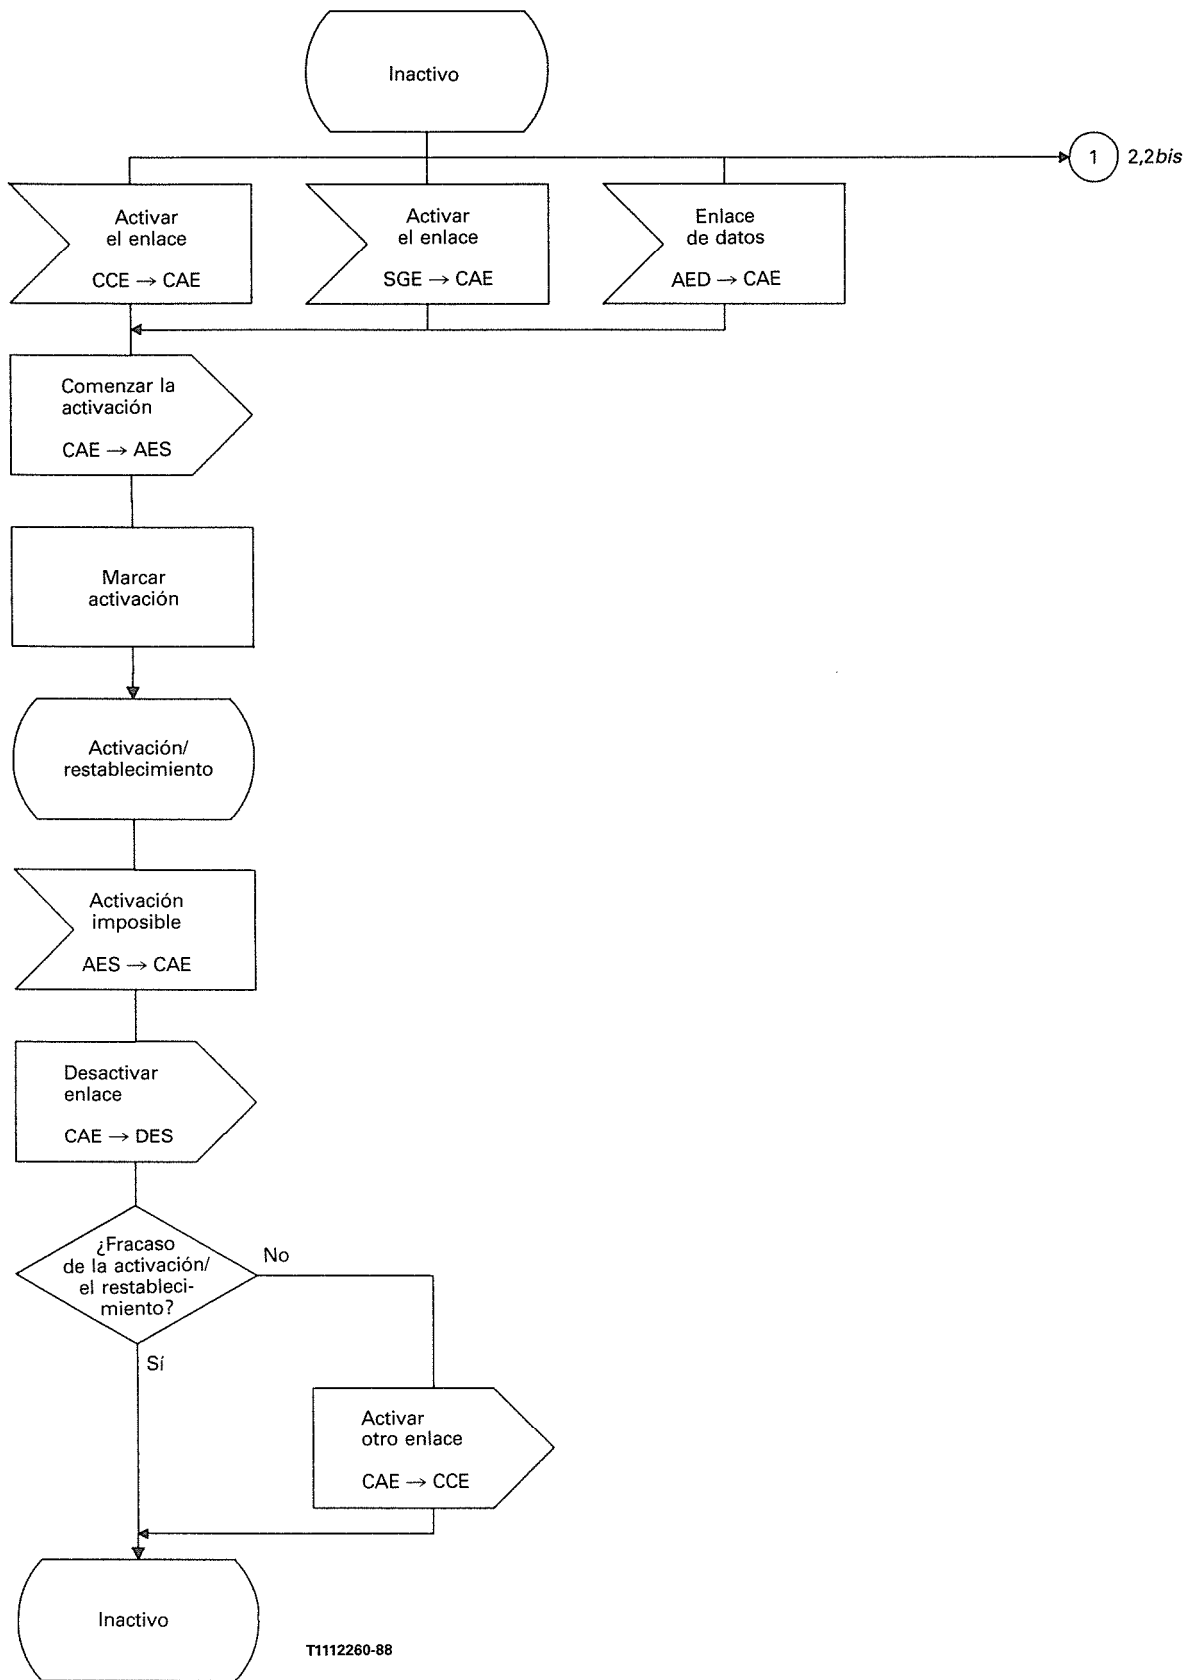 Inactivo
1 2,2bis
Activar
el enlace
CCE → CAE
Activar
el enlace
SGE → CAE
Enlace
de datos
AED → CAE
Comenzar la
activación
CAE → AES
Marcar
activación
Activación/
restablecimiento
Activación
imposible
AES → CAE
Desactivar
enlace
CAE → DES
¿Fracaso
de la activación/
el restableci-
miento?
No
Sí
Activar
otro enlace
CAE → CCE
Inactivo
T1112260-88